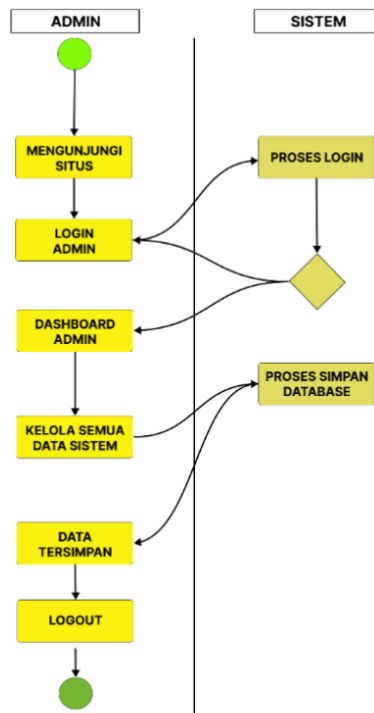 ADMIN
SISTEM
MENGUNJUNGI
SITUS
PROSES LOGIN
LOGIN
ADMIN
DASHBOARD
ADMIN
PROSES SIMPAN
DATABASE
KELOLA SEMUA
DATA SISTEM
DATA
TERSIMPAN
LOGOUT